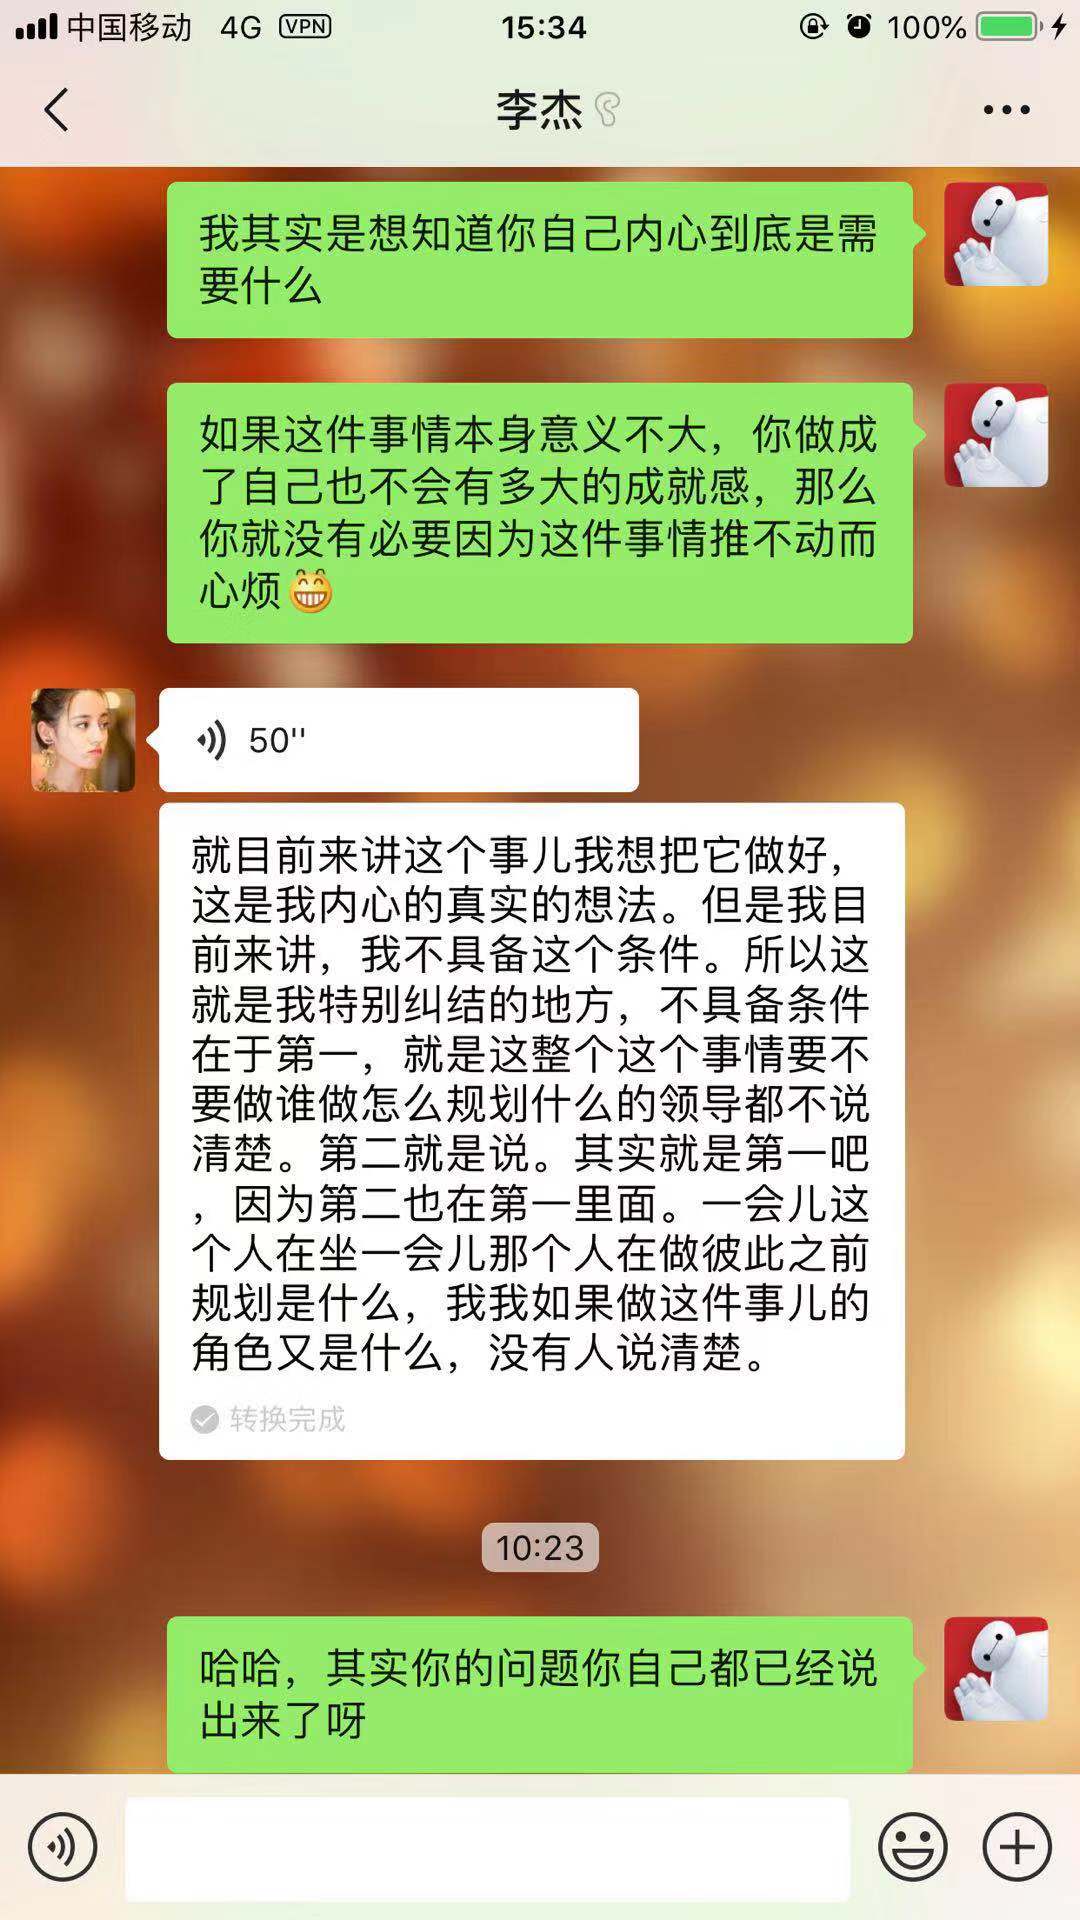 中国移动 4G VPN 15:34 100%
李杰
我其实是想知道你自己内心到底是需
要什么
如果这件事情本身意义不大，你做成
了自己也不会有多大的成就感，那么
你就没有必要因为这件事情推不动而
心烦😁
50''
就目前来讲这个事儿我想把它做好，
这是我内心的真实的想法。但是我目
前来讲，我不具备这个条件。所以这
就是我特别纠结的地方，不具备条件
在于第一，就是这整个这个事情要不
要做谁做怎么规划什么的领导都不说
清楚。第二就是说。其实就是第一吧
，因为第二也在第一里面。一会儿这
个人在坐一会儿那个人在做彼此之前
规划是什么，我我如果做这件事儿的
角色又是什么，没有人说清楚。
转换完成
10:23
哈哈，其实你的问题你自己都已经说
出来了呀